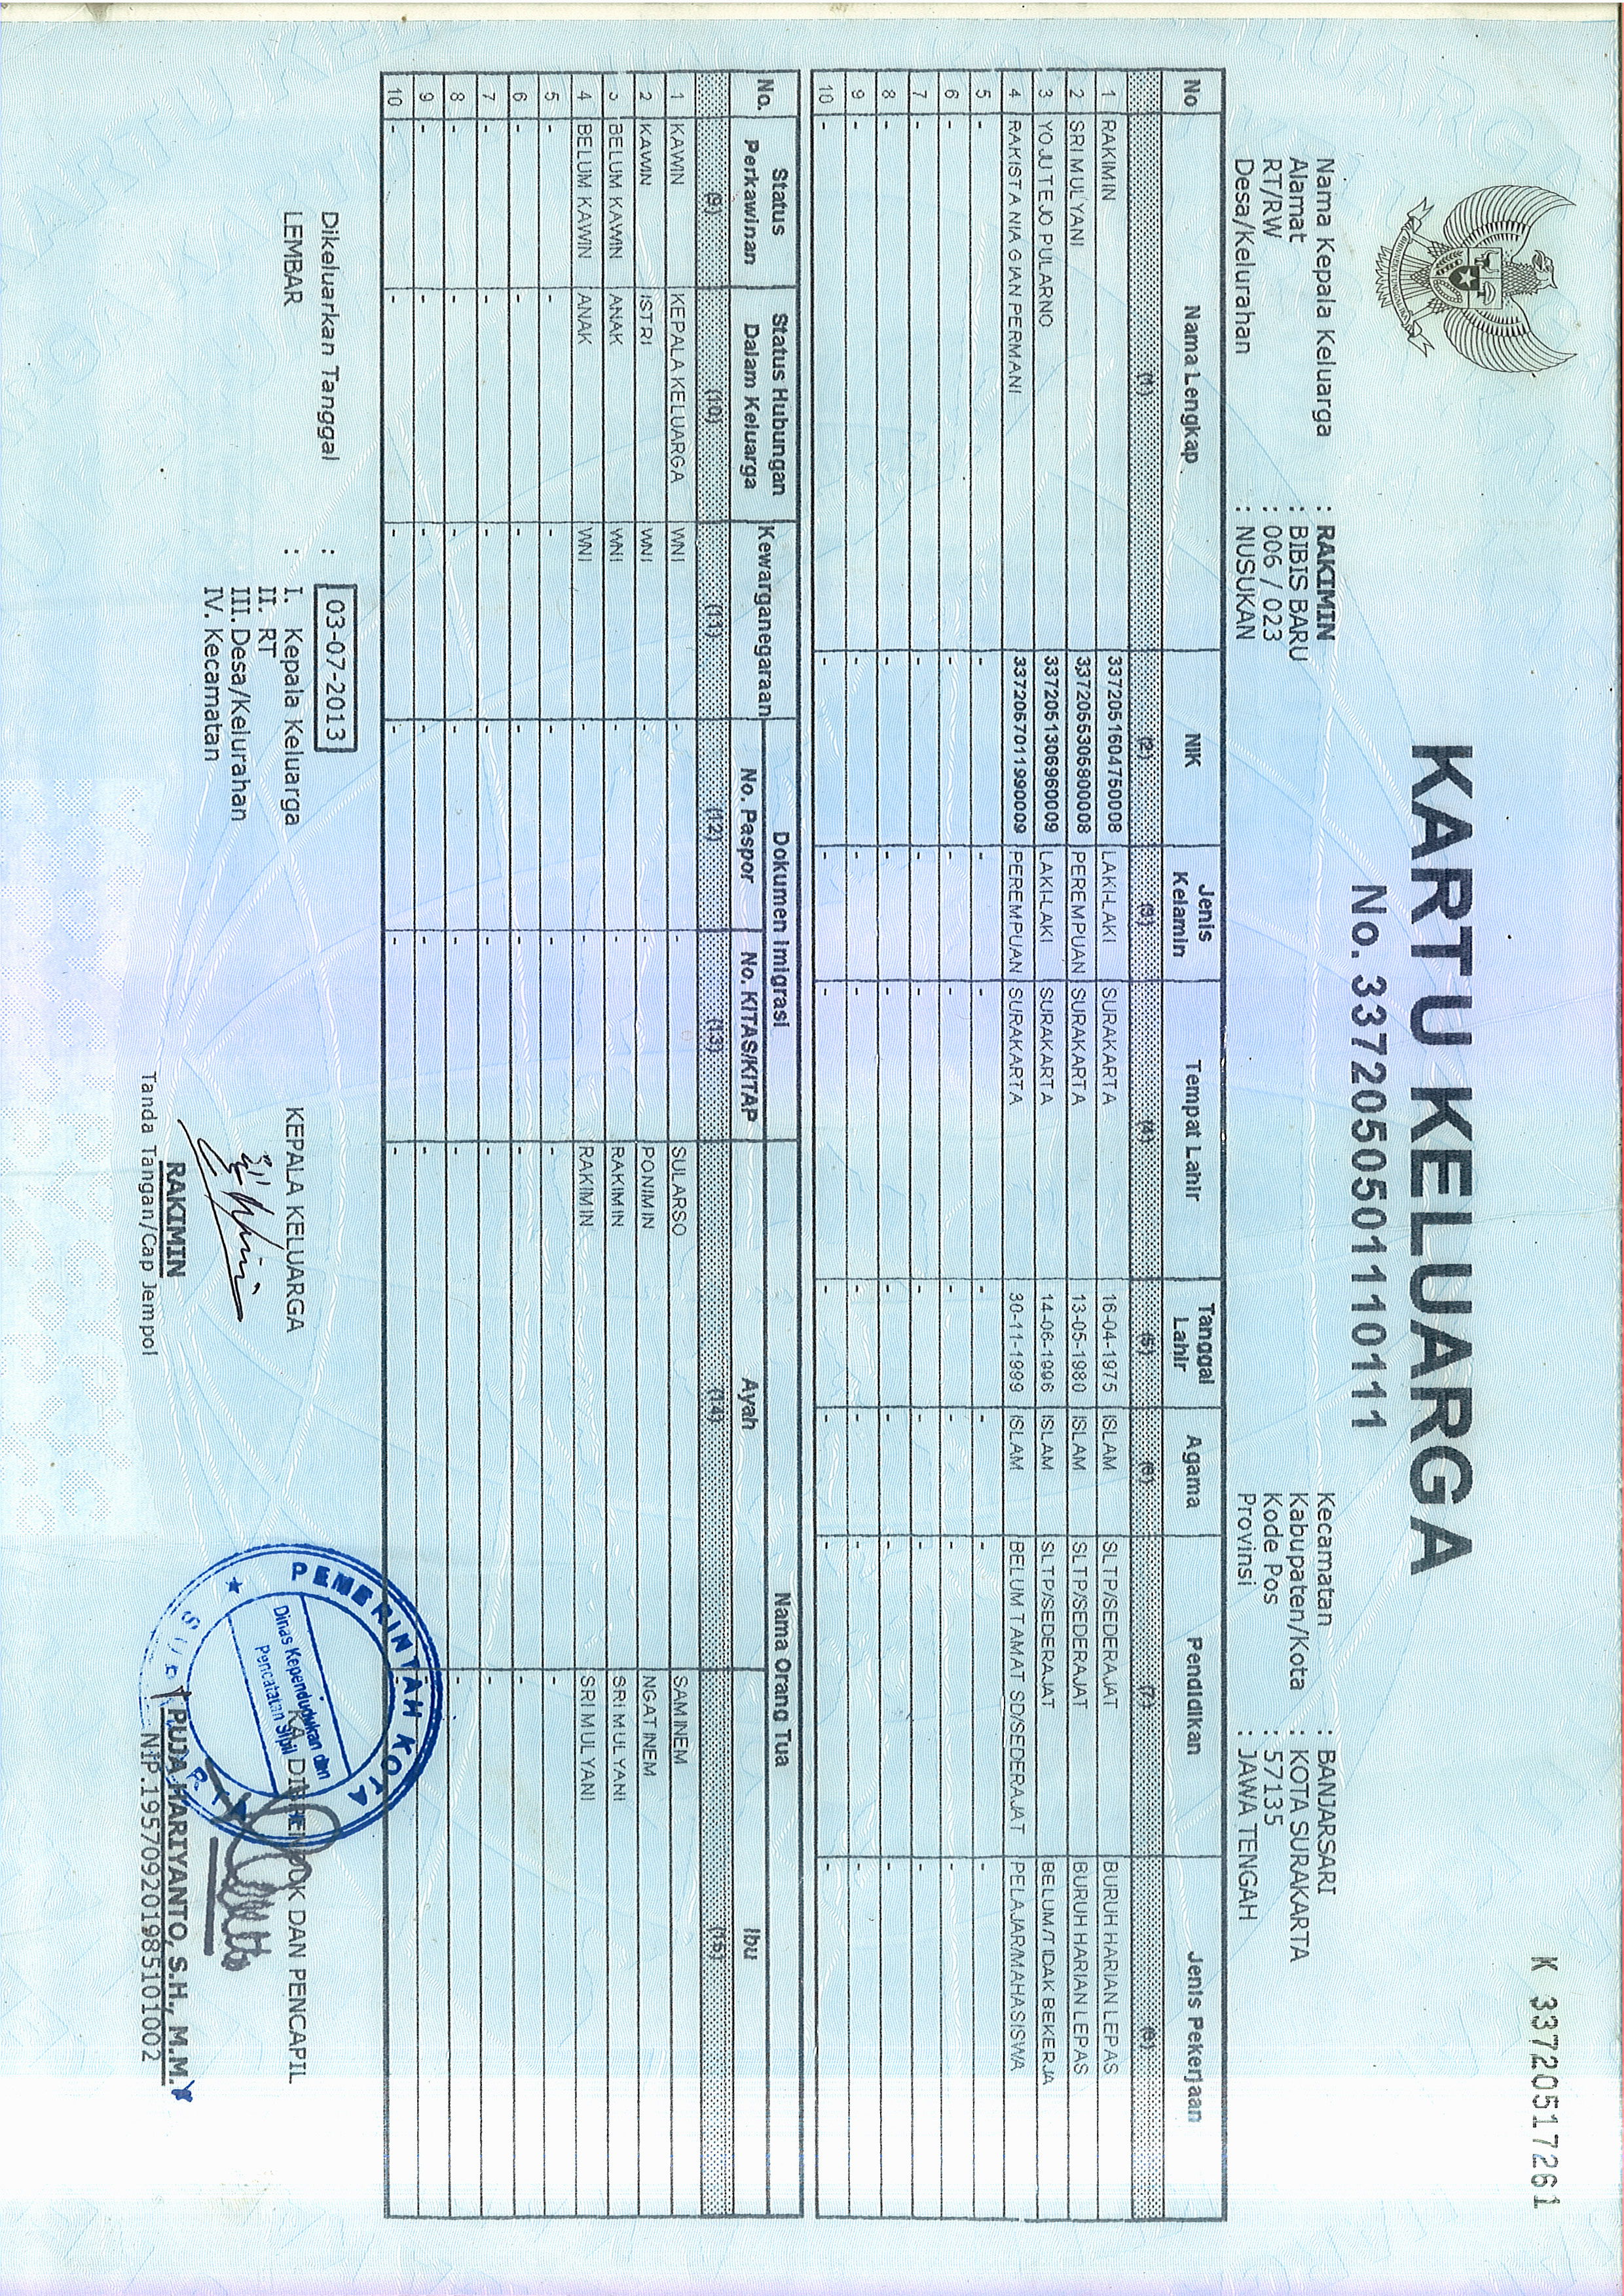 K 33720517261
BHINNEKA TUNGGAL IKA
KARTU KELUARGA
No. 3372050501110111
Nama Kepala Keluarga : RAKIMIN
Alamat : BIBIS BARU
RT/RW : 006 / 023
Desa/Kelurahan : NUSUKAN
Kecamatan : BANJARSARI
Kabupaten/Kota : KOTA SURAKARTA
Kode Pos : 57135
Provinsi : JAWA TENGAH
No Nama Lengkap NIK Jenis Kelamin Tempat Lahir Tanggal Lahir Agama Pendidikan Jenis Pekerjaan
(1) (2) (3) (4) (5) (6) (7) (8)
1 RAKIMIN 3372051604750008 LAKI-LAKI SURAKARTA 16-04-1975 ISLAM SLTP/SEDERAJAT BURUH HARIAN LEPAS
2 SRI MULYANI 3372055305800008 PEREMPUAN SURAKARTA 13-05-1980 ISLAM SLTP/SEDERAJAT BURUH HARIAN LEPAS
3 YOJU TEJO PULARNO 3372051306960009 LAKI-LAKI SURAKARTA 14-06-1996 ISLAM SLTP/SEDERAJAT BELUM/TIDAK BEKERJA
4 RAKISTA NIA GIAN PERMANI 3372057011990009 PEREMPUAN SURAKARTA 30-11-1999 ISLAM BELUM TAMAT SD/SEDERAJAT PELAJAR/MAHASISWA
5 - - - - - - - -
6 - - - - - - - -
7 - - - - - - - -
8 - - - - - - - -
9 - - - - - - - -
10 - - - - - - - -
No. Status Perkawinan Status Hubungan Dalam Keluarga Kewarganegaraan Dokumen Imigrasi Nama Orang Tua
No. Paspor No. KITAS/KITAP Ayah Ibu
(9) (10) (11) (12) (13) (14) (15)
1 KAWIN KEPALA KELUARGA WNI - - SULARSO SAMINEM
2 KAWIN ISTRI WNI - - PONIMIN NGATINEM
3 BELUM KAWIN ANAK WNI - - RAKIMIN SRI MULYANI
4 BELUM KAWIN ANAK WNI - - RAKIMIN SRI MULYANI
5 - - - - - - -
6 - - - - - - -
7 - - - - - - -
8 - - - - - - -
9 - - - - - - -
10 - - - - - - -
Dikeluarkan Tanggal : 03-07-2013
LEMBAR : I. Kepala Keluarga
II. RT
III. Desa/Kelurahan
IV. Kecamatan
KEPALA KELUARGA
RAKIMIN
Tanda Tangan/Cap Jempol
PEMERINTAH KOTA
Dinas Kependudukan dan
Pencatatan Sipil
KA. DISPENDUK DAN PENCAPIL
PUJA HARIYANTO, S.H., M.M.
NIP.195709201985101002